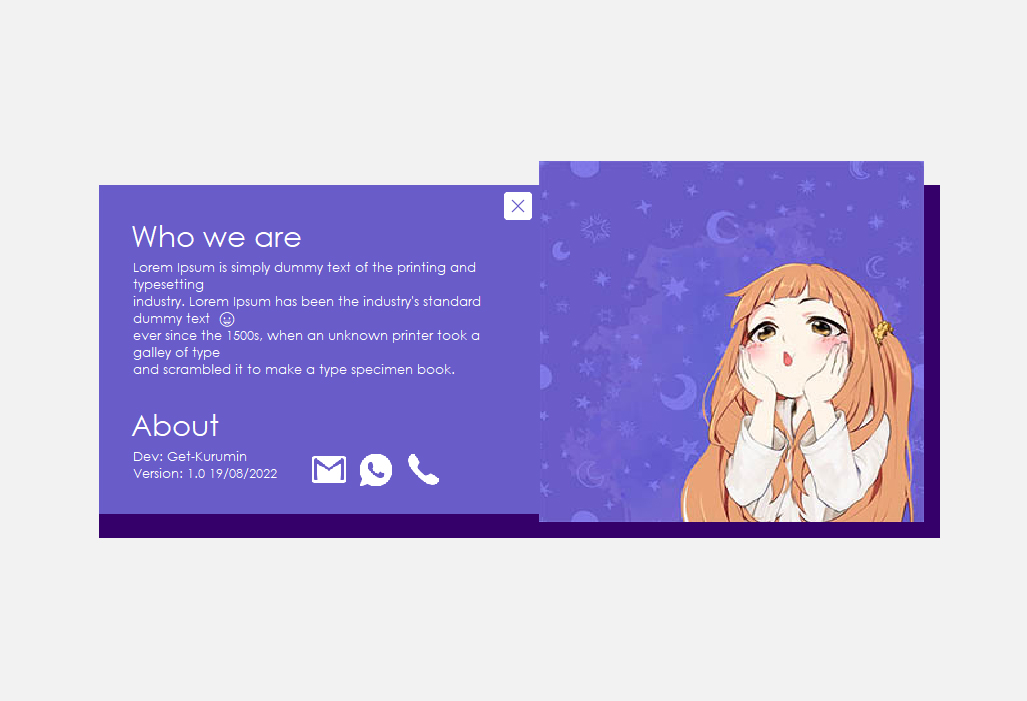 Who we are
Lorem Ipsum is simply dummy text of the printing and
typesetting
industry. Lorem Ipsum has been the industry's standard
dummy text ☺
ever since the 1500s, when an unknown printer took a
galley of type
and scrambled it to make a type specimen book.
About
Dev: Get-Kurumin
Version: 1.0 19/08/2022